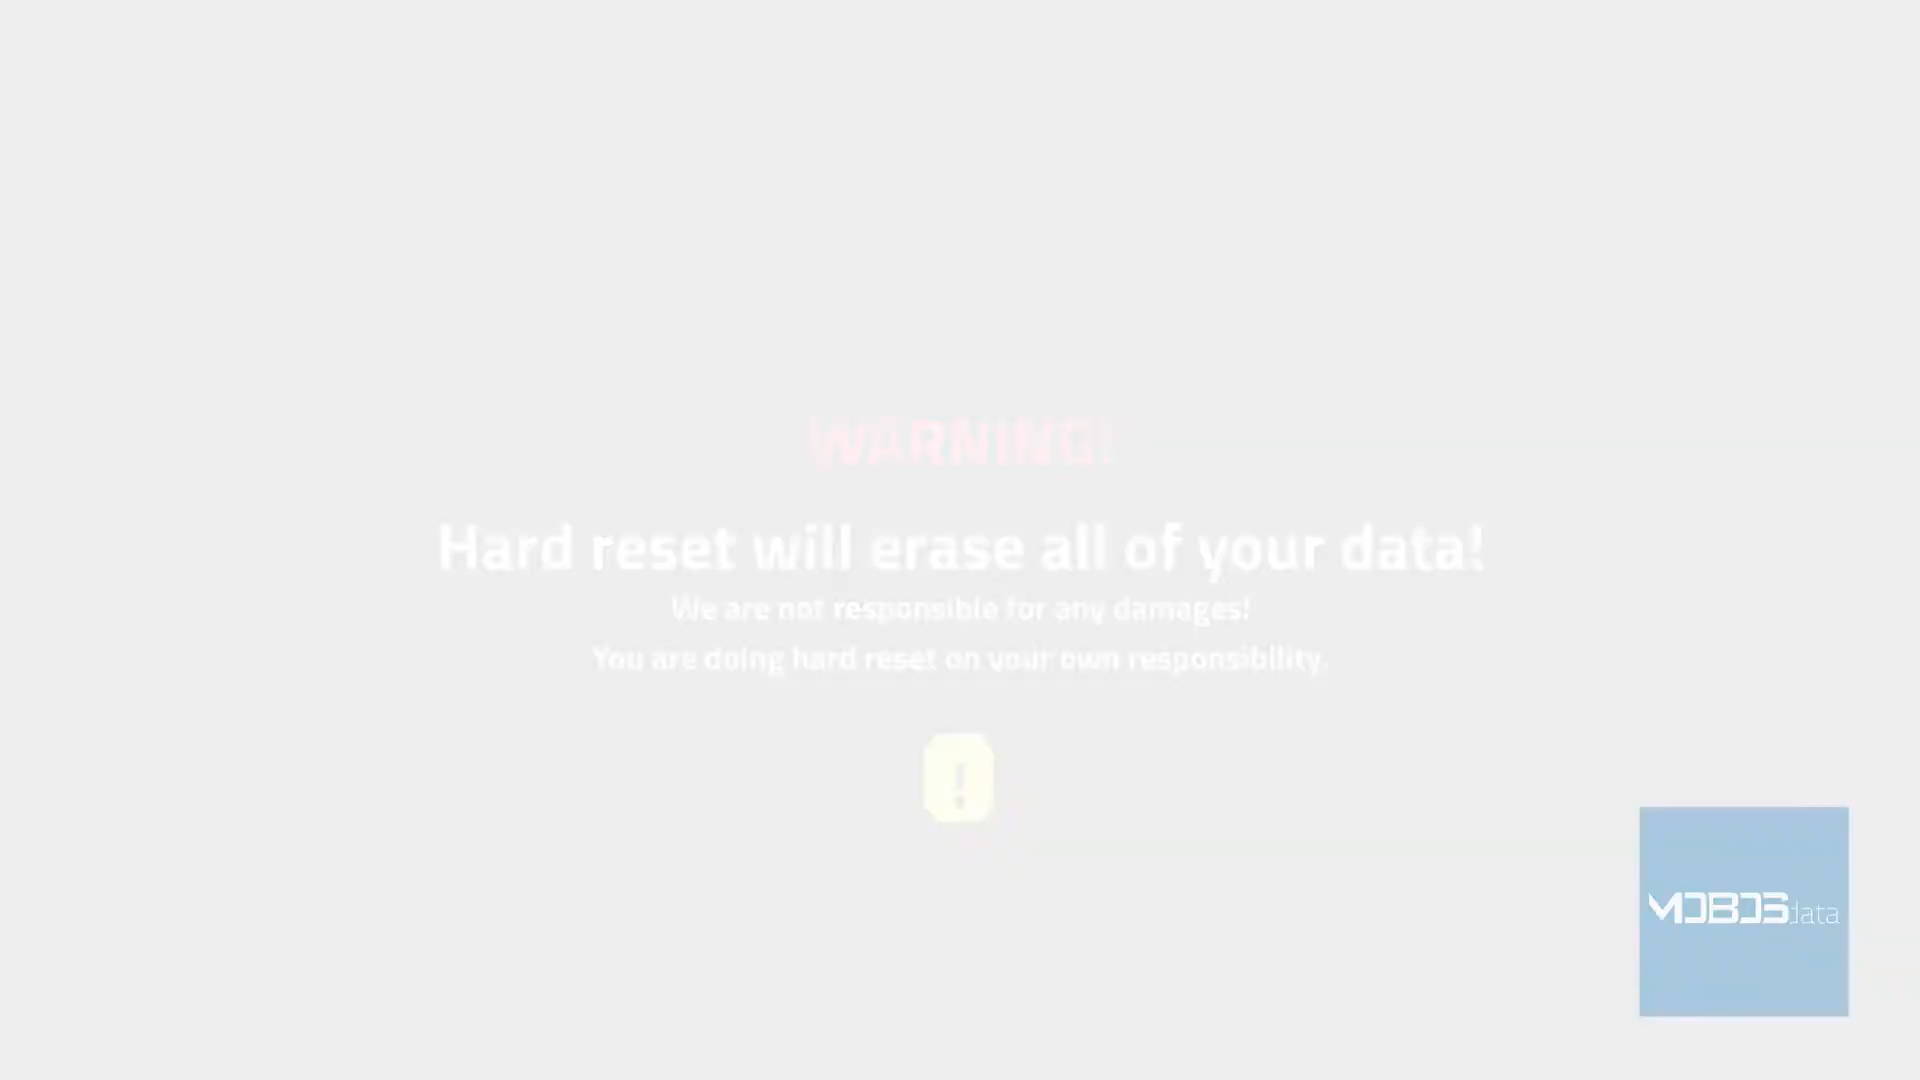 WARNING!
Hard reset will erase all of your data!
We are not responsible for any damages!
You are doing hard reset on your own responsibility.
!
MOBOSdata